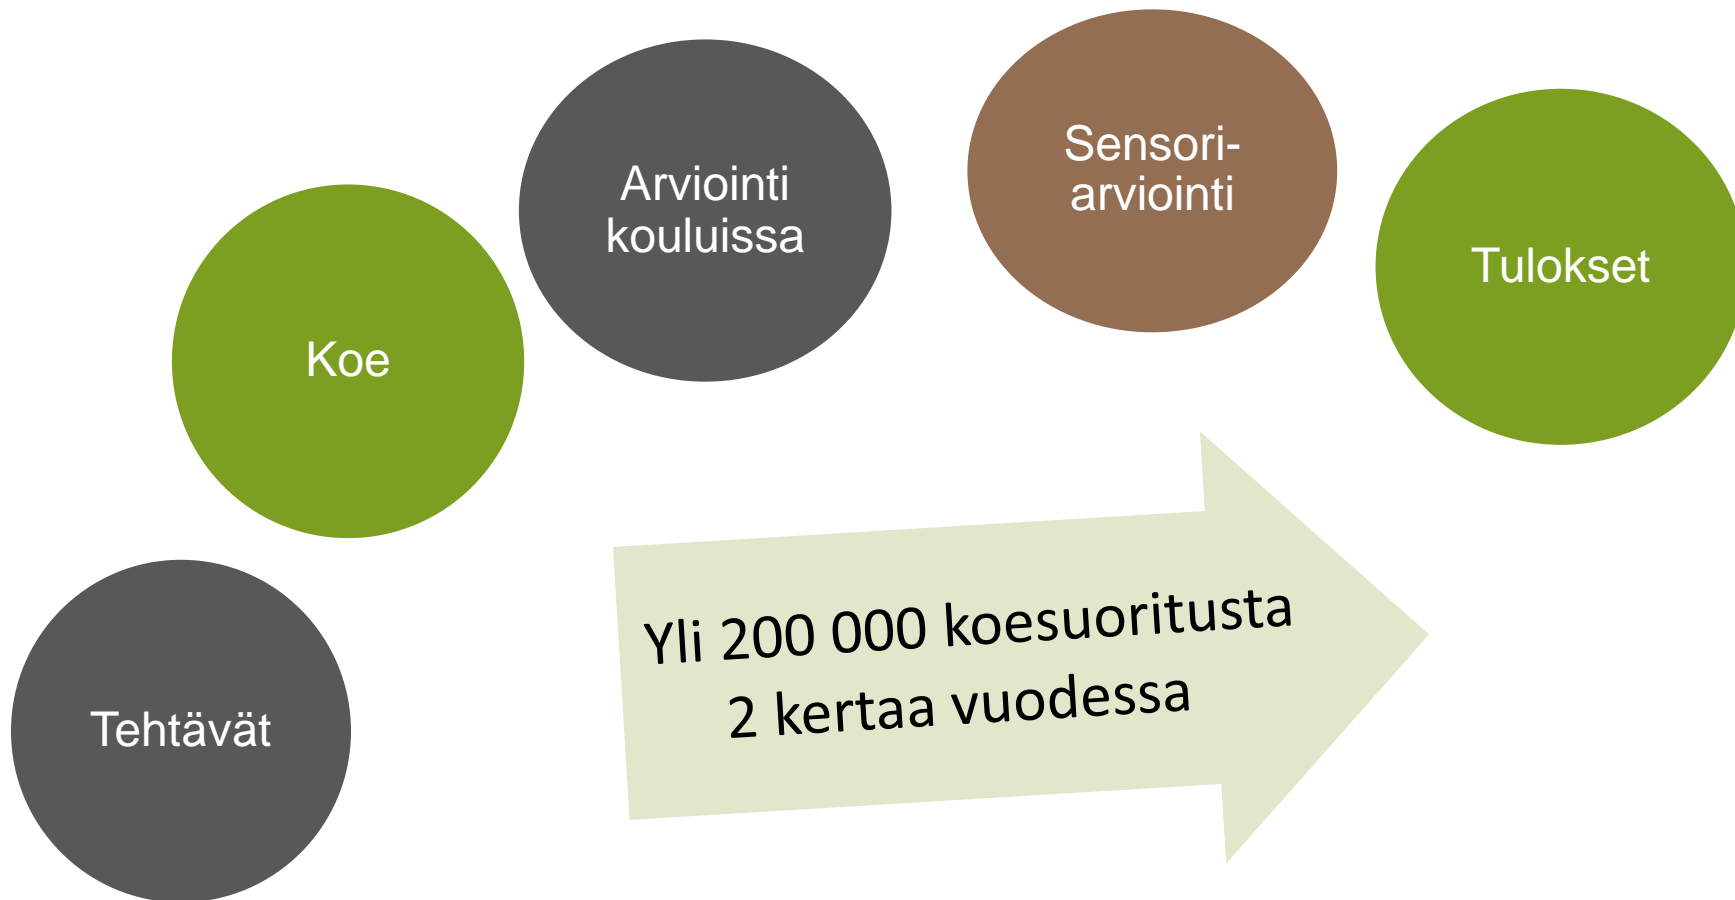 Tehtävät
Koe
Arviointi
kouluissa
Sensori-
arviointi
Tulokset
Yli 200 000 koesuoritusta
2 kertaa vuodessa